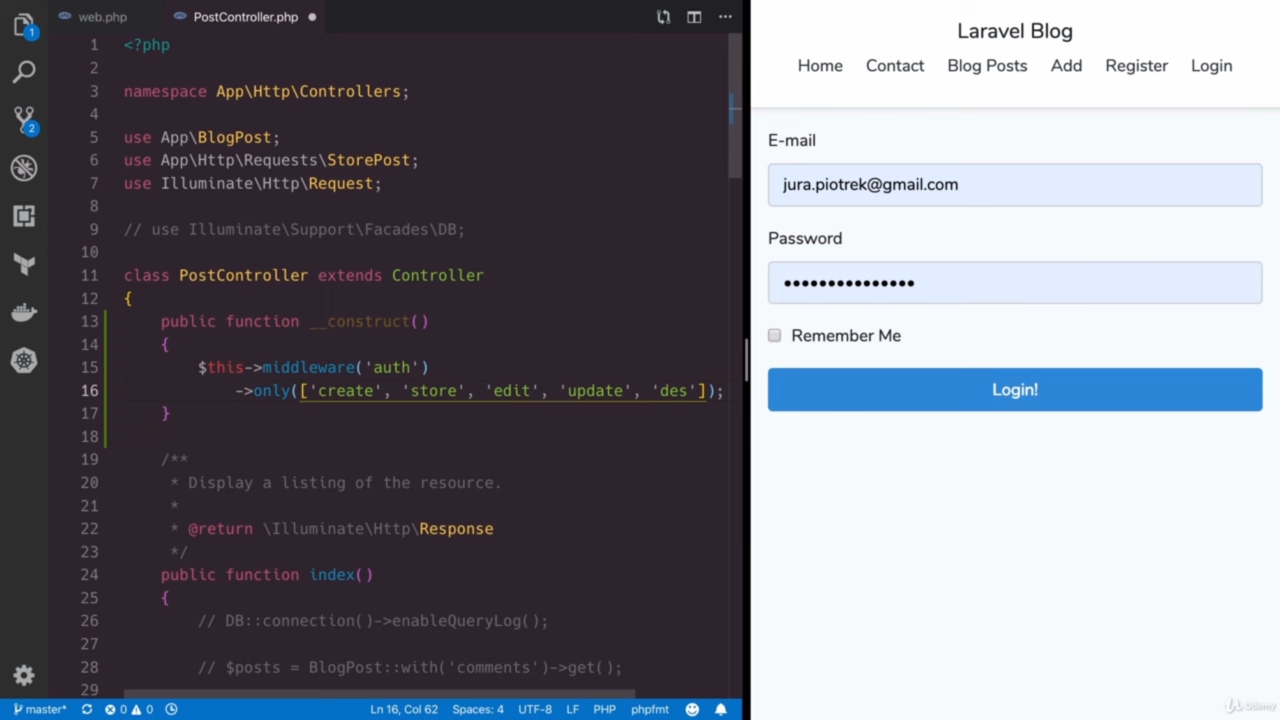 web.php
PostController.php
1
1 <?php
2
3 namespace App\Http\Controllers;
4
5 use App\BlogPost;
6 use App\Http\Requests\StorePost;
7 use Illuminate\Http\Request;
8
9 // use Illuminate\Support\Facades\DB;
10
11 class PostController extends Controller
12 {
13 public function __construct()
14 {
15 $this->middleware('auth')
16 ->only(['create', 'store', 'edit', 'update', 'des']);
17 }
18
19 /**
20 * Display a listing of the resource.
21 *
22 * @return \Illuminate\Http\Response
23 */
24 public function index()
25 {
26 // DB::connection()->enableQueryLog();
27
28 // $posts = BlogPost::with('comments')->get();
29
2
master*
0 0
Ln 16, Col 62
Spaces: 4
UTF-8
LF
PHP
phpfmt
Laravel Blog
Home Contact Blog Posts Add Register Login
E-mail
jura.piotrek@gmail.com
Password
•••••••••••••••
Remember Me
Login!
Udemy